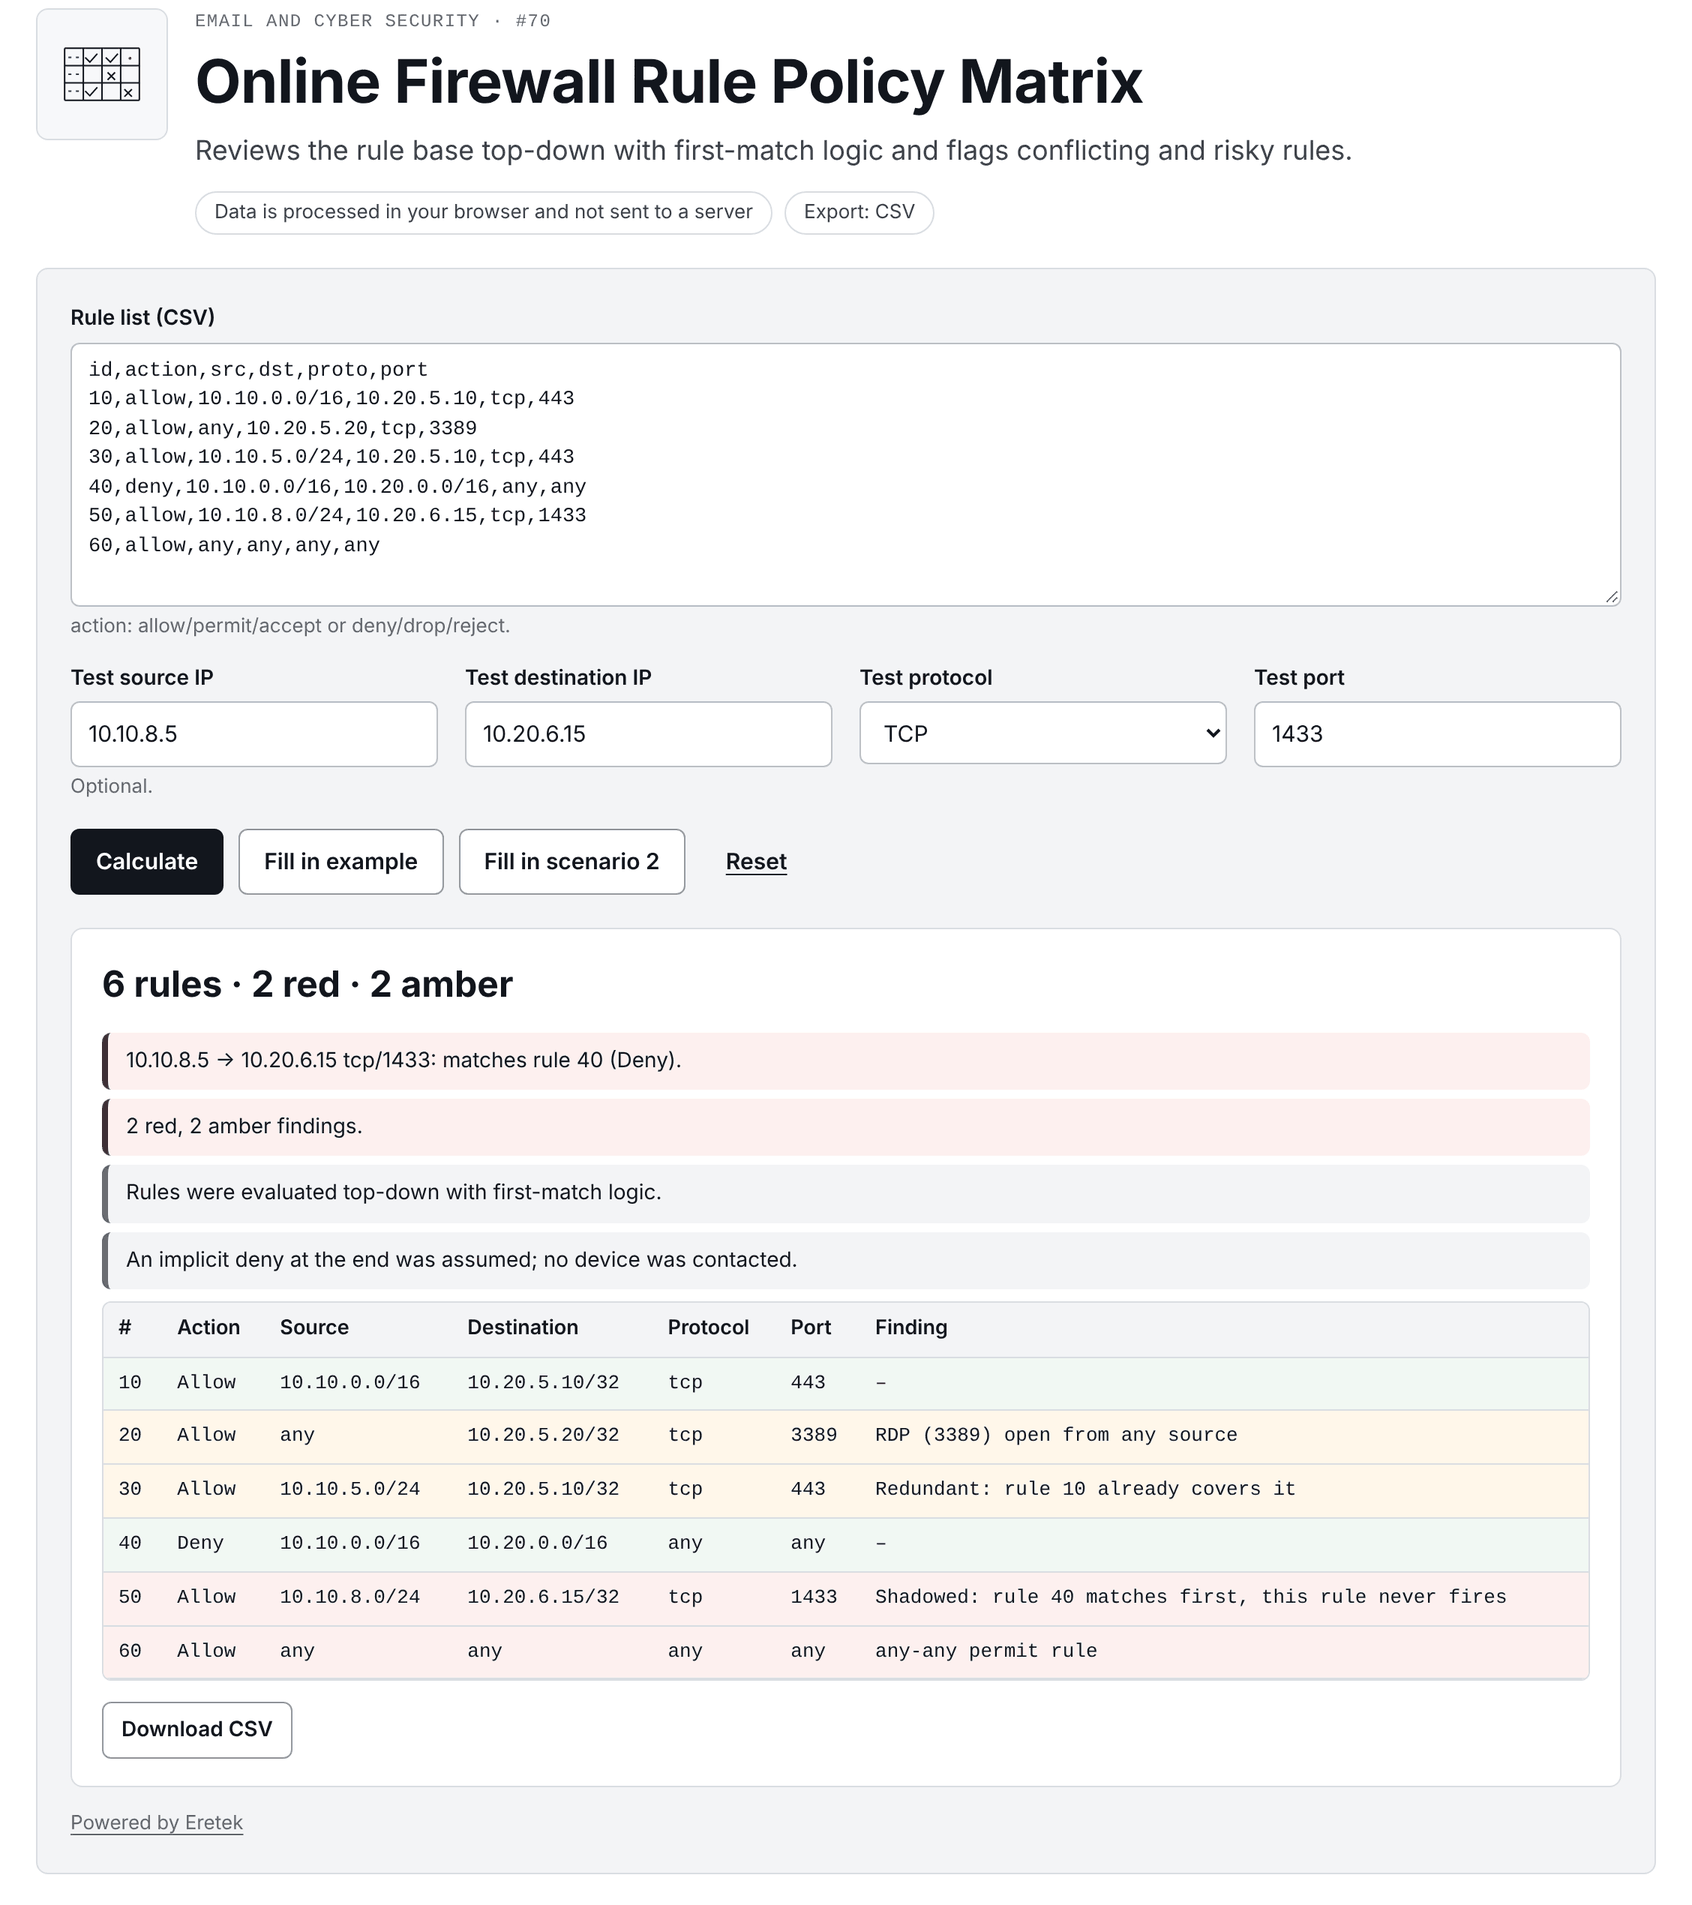 EMAIL AND CYBER SECURITY · #70
Online Firewall Rule Policy Matrix
Reviews the rule base top-down with first-match logic and flags conflicting and risky rules.
Data is processed in your browser and not sent to a server
Export: CSV
Rule list (CSV)
id,action,src,dst,proto,port
10,allow,10.10.0.0/16,10.20.5.10,tcp,443
20,allow,any,10.20.5.20,tcp,3389
30,allow,10.10.5.0/24,10.20.5.10,tcp,443
40,deny,10.10.0.0/16,10.20.0.0/16,any,any
50,allow,10.10.8.0/24,10.20.6.15,tcp,1433
60,allow,any,any,any,any
action: allow/permit/accept or deny/drop/reject.
Test source IP Test destination IP Test protocol Test port
10.10.8.5 10.20.6.15 TCP 1433
Optional.
Calculate Fill in example Fill in scenario 2 Reset
6 rules · 2 red · 2 amber
10.10.8.5 → 10.20.6.15 tcp/1433: matches rule 40 (Deny).
2 red, 2 amber findings.
Rules were evaluated top-down with first-match logic.
An implicit deny at the end was assumed; no device was contacted.
# Action Source Destination Protocol Port Finding
10 Allow 10.10.0.0/16 10.20.5.10/32 tcp 443 –
20 Allow any 10.20.5.20/32 tcp 3389 RDP (3389) open from any source
30 Allow 10.10.5.0/24 10.20.5.10/32 tcp 443 Redundant: rule 10 already covers it
40 Deny 10.10.0.0/16 10.20.0.0/16 any any –
50 Allow 10.10.8.0/24 10.20.6.15/32 tcp 1433 Shadowed: rule 40 matches first, this rule never fires
60 Allow any any any any any-any permit rule
Download CSV
Powered by Eretek